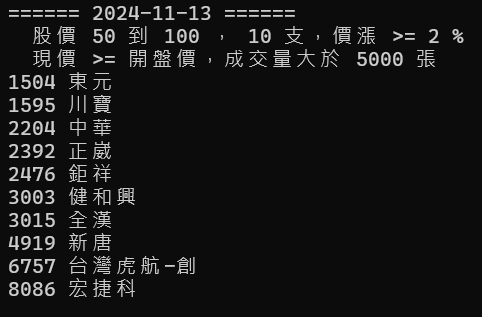 ====== 2024-11-13 ======
股價 50 到 100 , 10 支,價漲 >= 2 %
現價 >= 開盤價,成交量大於 5000 張
1504 東元
1595 川寶
2204 中華
2392 正崴
2476 鉅祥
3003 健和興
3015 全漢
4919 新唐
6757 台灣虎航-創
8086 宏捷科